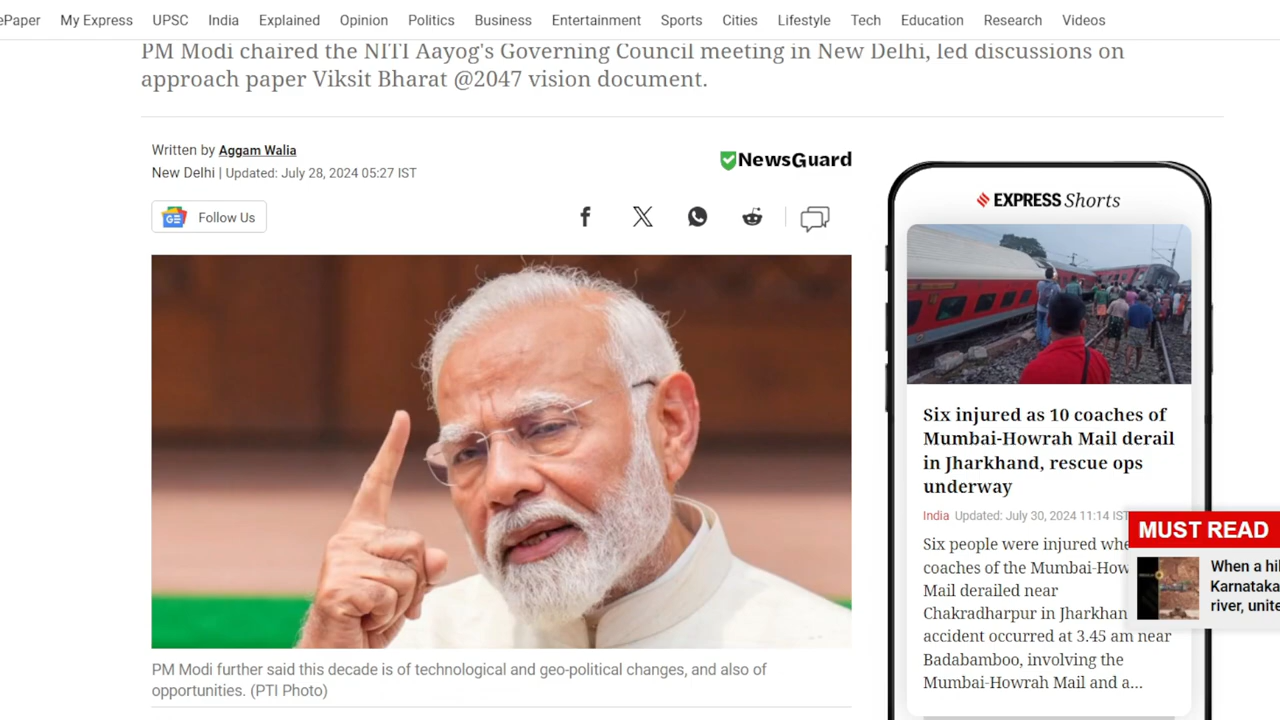 ePaper My Express UPSC India Explained Opinion Politics Business Entertainment Sports Cities Lifestyle Tech Education Research Videos
PM Modi chaired the NITI Aayog's Governing Council meeting in New Delhi, led discussions on
approach paper Viksit Bharat @2047 vision document.
Written by Aggam Walia
New Delhi | Updated: July 28, 2024 05:27 IST
NewsGuard
GE Follow Us
PM Modi further said this decade is of technological and geo-political changes, and also of
opportunities. (PTI Photo)
EXPRESS Shorts
Six injured as 10 coaches of
Mumbai-Howrah Mail derail
in Jharkhand, rescue ops
underway
India Updated: July 30, 2024 11:14 IST
Six people were injured whe
coaches of the Mumbai-How
Mail derailed near
Chakradharpur in Jharkhan
accident occurred at 3.45 am near
Badabamboo, involving the
Mumbai-Howrah Mail and a...
MUST READ
When a hil
Karnataka
river, unite